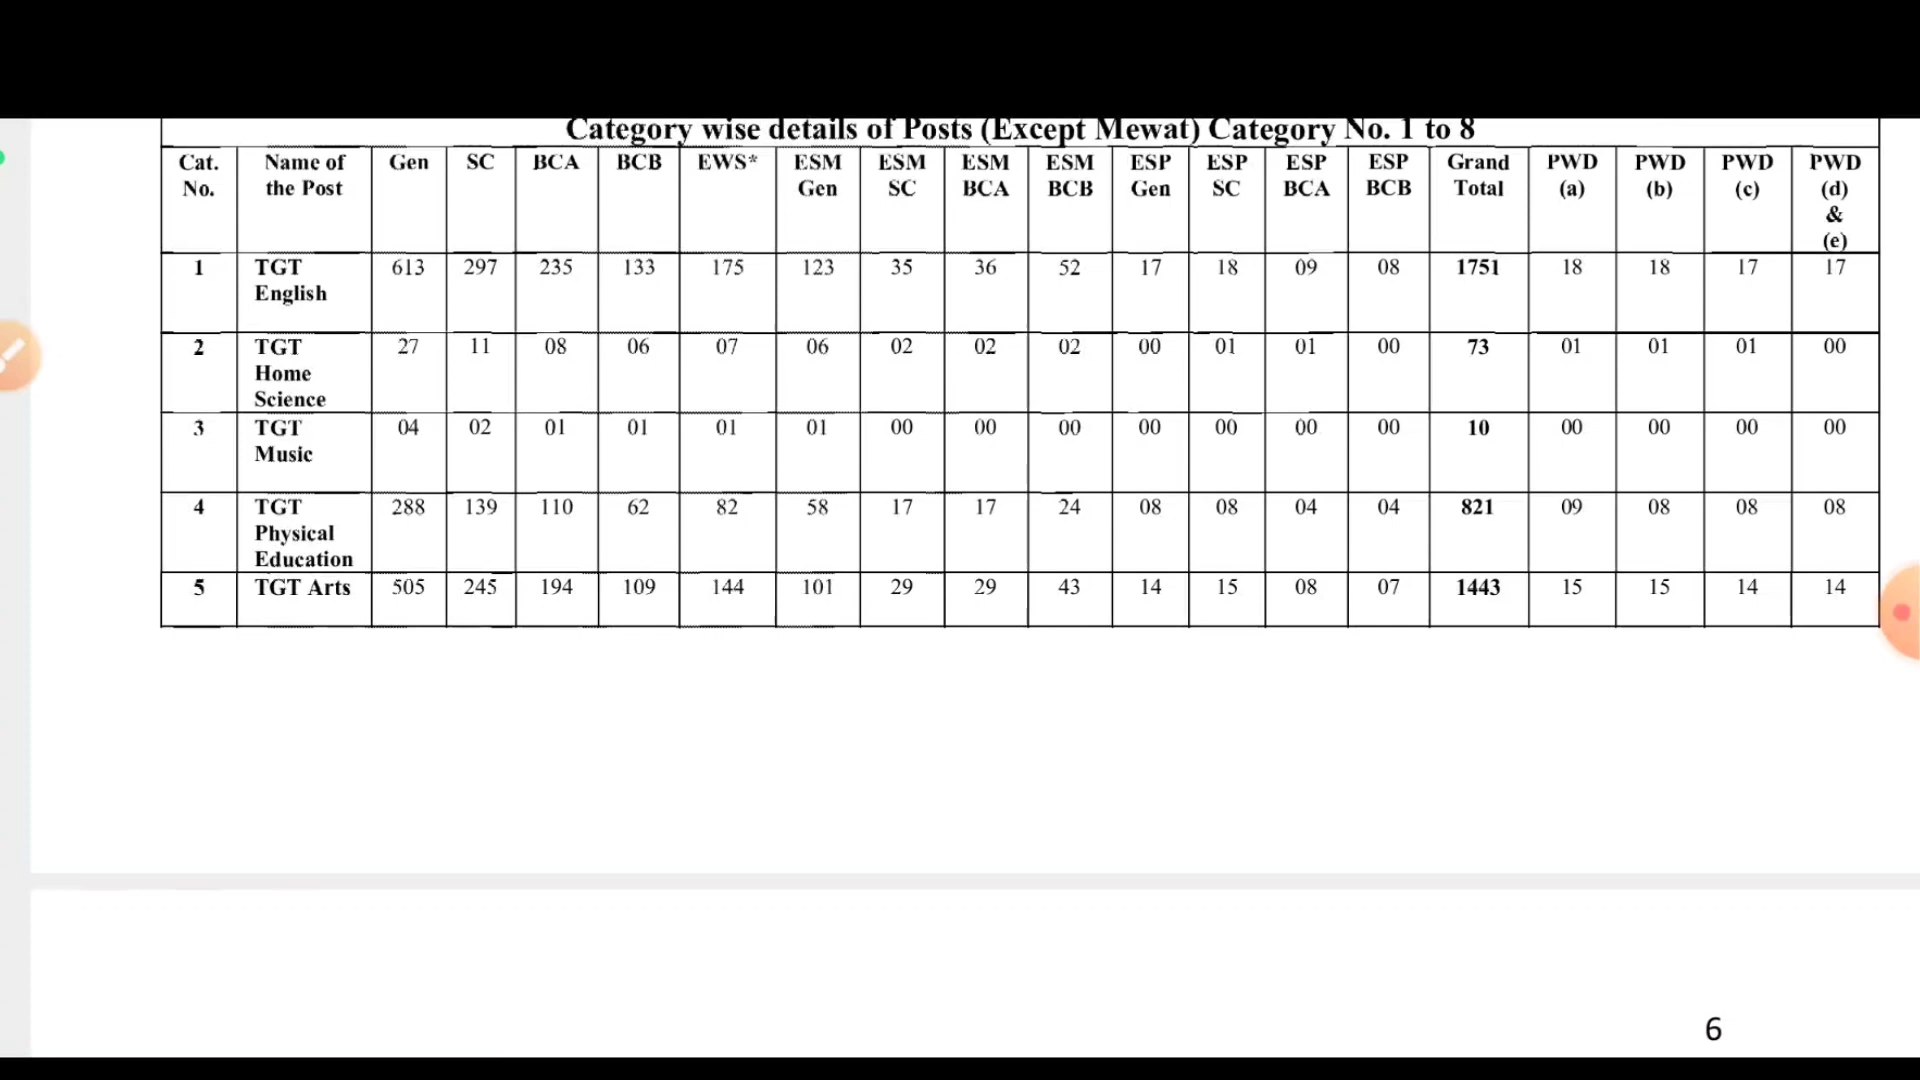 Category wise details of Posts (Except Mewat) Category No. 1 to 8
Cat. No. Name of the Post Gen SC BCA BCB EWS* ESM Gen ESM SC ESM BCA ESM BCB ESP Gen ESP SC ESP BCA ESP BCB Grand Total PWD (a) PWD (b) PWD (c) PWD (d) & (e)
1 TGT English 613 297 235 133 175 123 35 36 52 17 18 09 08 1751 18 18 17 17
2 TGT Home Science 27 11 08 06 07 06 02 02 02 00 01 01 00 73 01 01 01 00
3 TGT Music 04 02 01 01 01 01 00 00 00 00 00 00 00 10 00 00 00 00
4 TGT Physical Education 288 139 110 62 82 58 17 17 24 08 08 04 04 821 09 08 08 08
5 TGT Arts 505 245 194 109 144 101 29 29 43 14 15 08 07 1443 15 15 14 14
6